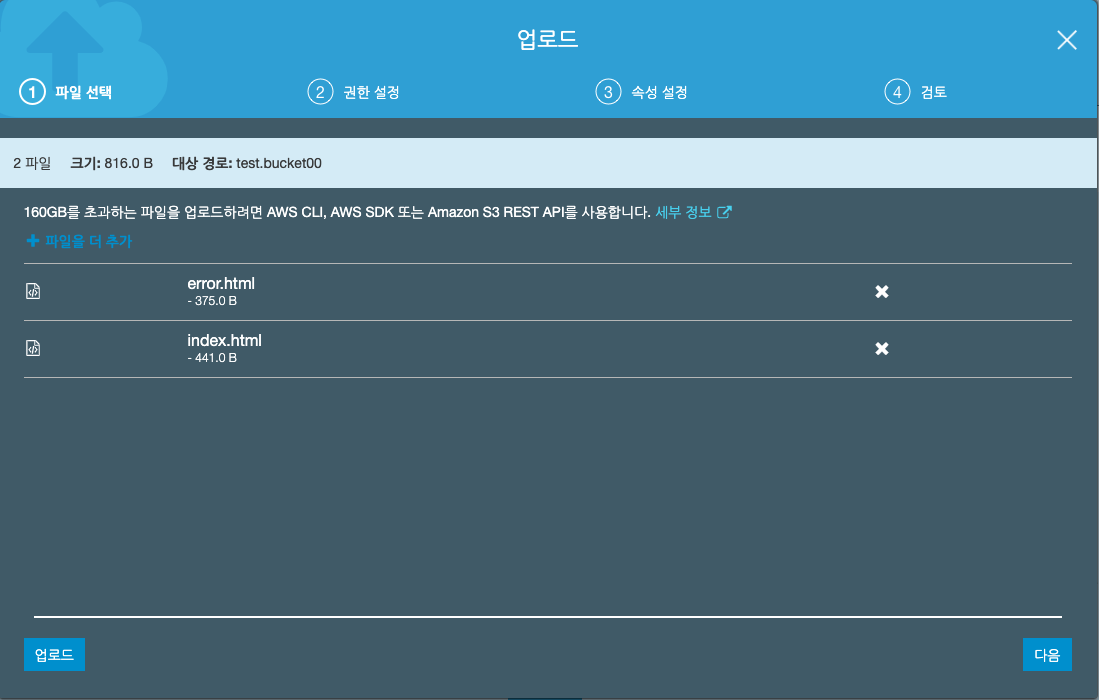 업로드
1 파일 선택
2 권한 설정
3 속성 설정
4 검토
2 파일 크기: 816.0 B 대상 경로: test.bucket00
160GB를 초과하는 파일을 업로드하려면 AWS CLI, AWS SDK 또는 Amazon S3 REST API를 사용합니다. 세부 정보
파일을 더 추가
error.html
- 375.0 B
index.html
- 441.0 B
업로드
다음